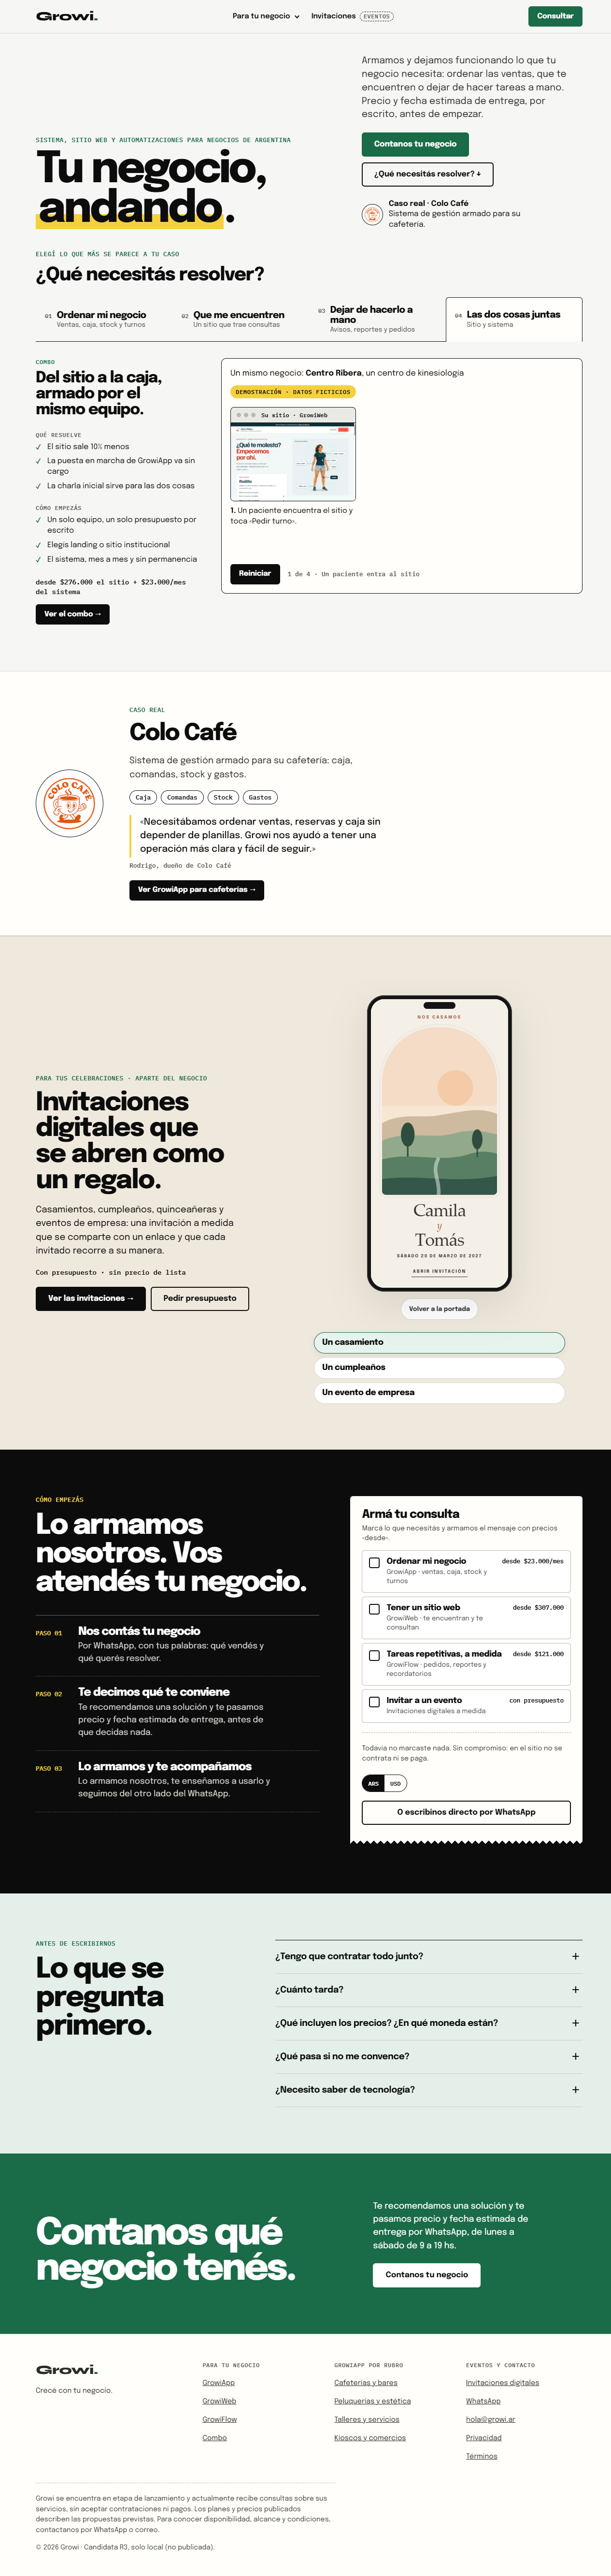 Growi.
Para tu negocio
Invitaciones EVENTOS
Consultar
SISTEMA, SITIO WEB Y AUTOMATIZACIONES PARA NEGOCIOS DE ARGENTINA
Tu negocio,
andando.
Armamos y dejamos funcionando lo que tu
negocio necesita: ordenar las ventas, que te
encuentren o dejar de hacer tareas a mano.
Precio y fecha estimada de entrega, por
escrito, antes de empezar.
Contanos tu negocio
¿Qué necesitás resolver? ↓
Caso real · Colo Café
Sistema de gestión armado para su
cafetería.
ELEGÍ LO QUE MÁS SE PARECE A TU CASO
¿Qué necesitás resolver?
01 Ordenar mi negocio
Ventas, caja, stock y turnos
02 Que me encuentren
Un sitio que trae consultas
03 Dejar de hacerlo a
mano
Avisos, reportes y pedidos
04 Las dos cosas juntas
Sitio y sistema
COMBO
Del sitio a la caja,
armado por el
mismo equipo.
QUÉ RESUELVE
✓ El sitio sale 10% menos
✓ La puesta en marcha de GrowiApp va sin
cargo
✓ La charla inicial sirve para las dos cosas
CÓMO EMPEZÁS
✓ Un solo equipo, un solo presupuesto por
escrito
✓ Elegís landing o sitio institucional
✓ El sistema, mes a mes y sin permanencia
desde $276.000 el sitio + $23.000/mes
del sistema
Ver el combo →
Un mismo negocio: Centro Ribera, un centro de kinesiología
DEMOSTRACIÓN · DATOS FICTICIOS
Su sitio · GrowiWeb
¿Qué te molesta?
Empecemos
por ahí.
Rodilla
1. Un paciente encuentra el sitio y
toca «Pedir turno».
Reiniciar
1 de 4 · Un paciente entra al sitio
CASO REAL
Colo Café
COLO CAFÉ
Sistema de gestión armado para su cafetería: caja,
comandas, stock y gastos.
Caja
Comandas
Stock
Gastos
«Necesitábamos ordenar ventas, reservas y caja sin
depender de planillas. Growi nos ayudó a tener una
operación más clara y fácil de seguir.»
Rodrigo, dueño de Colo Café
Ver GrowiApp para cafeterías →
PARA TUS CELEBRACIONES · APARTE DEL NEGOCIO
Invitaciones
digitales que
se abren como
un regalo.
Casamientos, cumpleaños, quinceañeras y
eventos de empresa: una invitación a medida
que se comparte con un enlace y que cada
invitado recorre a su manera.
Con presupuesto · sin precio de lista
Ver las invitaciones →
Pedir presupuesto
NOS CASAMOS
Camila
y
Tomás
SÁBADO 20 DE MARZO DE 2027
ABRIR INVITACIÓN
Volver a la portada
Un casamiento
Un cumpleaños
Un evento de empresa
CÓMO EMPEZÁS
Lo armamos
nosotros. Vos
atendés tu negocio.
PASO 01 Nos contás tu negocio
Por WhatsApp, con tus palabras: qué vendés y
qué querés resolver.
PASO 02 Te decimos qué te conviene
Te recomendamos una solución y te pasamos
precio y fecha estimada de entrega, antes de
que decidas nada.
PASO 03 Lo armamos y te acompañamos
Lo armamos nosotros, te enseñamos a usarlo y
seguimos del otro lado del WhatsApp.
Armá tu consulta
Marcá lo que necesitás y armamos el mensaje con precios
«desde».
Ordenar mi negocio desde $23.000/mes
GrowiApp · ventas, caja, stock y
turnos
Tener un sitio web desde $307.000
GrowiWeb · te encuentran y te
consultan
Tareas repetitivas, a medida desde $121.000
GrowiFlow · pedidos, reportes y
recordatorios
Invitar a un evento con presupuesto
Invitaciones digitales a medida
Todavía no marcaste nada. Sin compromiso: en el sitio no se
contrata ni se paga.
ARS USD
O escribinos directo por WhatsApp
ANTES DE ESCRIBIRNOS
Lo que se
pregunta
primero.
¿Tengo que contratar todo junto? +
¿Cuánto tarda? +
¿Qué incluyen los precios? ¿En qué moneda están? +
¿Qué pasa si no me convence? +
¿Necesito saber de tecnología? +
Contanos qué
negocio tenés.
Te recomendamos una solución y te
pasamos precio y fecha estimada de
entrega por WhatsApp, de lunes a
sábado de 9 a 19 hs.
Contanos tu negocio
Growi.
Crecé con tu negocio.
PARA TU NEGOCIO
GrowiApp
GrowiWeb
GrowiFlow
Combo
GROWIAPP POR RUBRO
Cafeterías y bares
Peluquerías y estética
Talleres y servicios
Kioscos y comercios
EVENTOS Y CONTACTO
Invitaciones digitales
WhatsApp
hola@growi.ar
Privacidad
Términos
Growi se encuentra en etapa de lanzamiento y actualmente recibe consultas sobre sus
servicios, sin aceptar contrataciones ni pagos. Los planes y precios publicados
describen las propuestas previstas. Para conocer disponibilidad, alcance y condiciones,
contactanos por WhatsApp o correo.
© 2026 Growi · Candidata R3, solo local (no publicada).